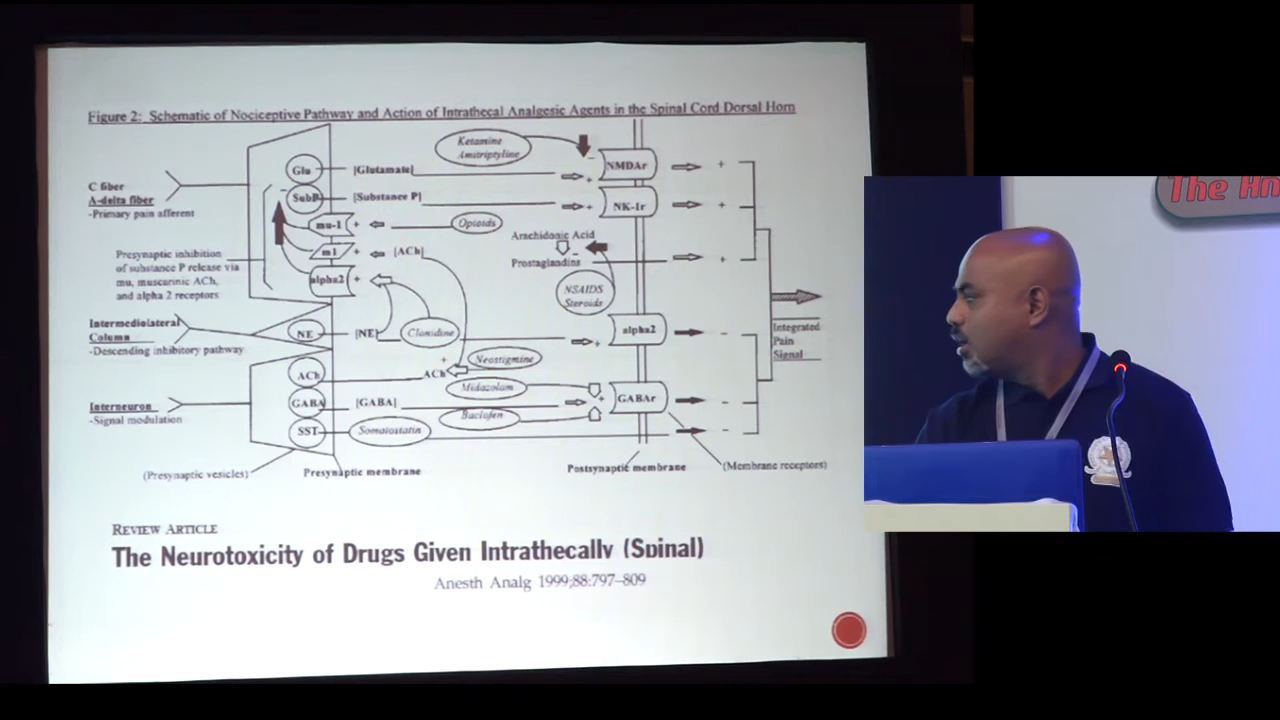 Figure 2: Schematic of Nociceptive Pathway and Action of Intrathecal Analgesic Agents in the Spinal Cord Dorsal Horn
C fiber
A-delta fiber
-Primary pain afferent
Presynaptic inhibition
of substance P release via
mu, muscarinic ACh,
and alpha 2 receptors
Intermediolateral
Column
-Descending inhibitory pathway
Interneuron
-Signal modulation
(Presynaptic vesicles)
Presynaptic membrane
Glu
[Glutamate]
SubP
[Substance P]
mu-1
+
Opioids
m1
+
[ACh]
alpha2
+
NE
[NE]
Clonidine
ACh
+
ACh
Neostigmine
GABA
[GABA]
Midazolam
Baclofen
SST
Somatostatin
Ketamine
Amitriptyline
NMDAr
NK-1r
Arachidonic Acid
Prostaglandins
NSAIDS
Steroids
alpha2
GABAr
Postsynaptic membrane
(Membrane receptors)
Integrated
Pain
Signal
REVIEW ARTICLE
The Neurotoxicity of Drugs Given Intrathecally (Spinal)
Anesth Analg 1999;88:797–809
The